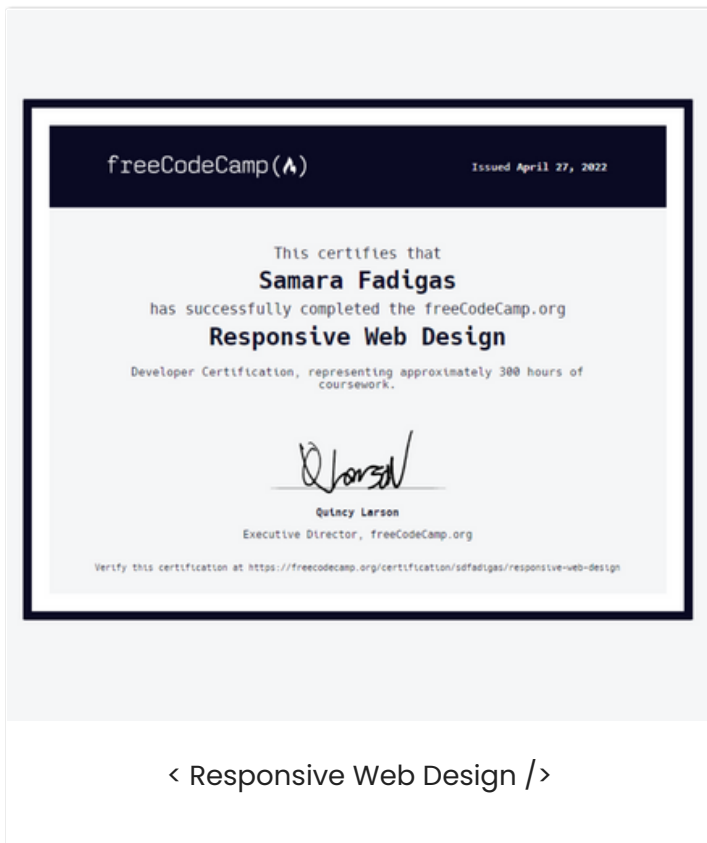 freeCodeCamp(🔥)
Issued April 27, 2022
This certifies that
Samara Fadigas
has successfully completed the freeCodeCamp.org
Responsive Web Design
Developer Certification, representing approximately 300 hours of
coursework.
Q Larson
Quincy Larson
Executive Director, freeCodeCamp.org
Verify this certification at https://freecodecamp.org/certification/sdfadigas/responsive-web-design
< Responsive Web Design />